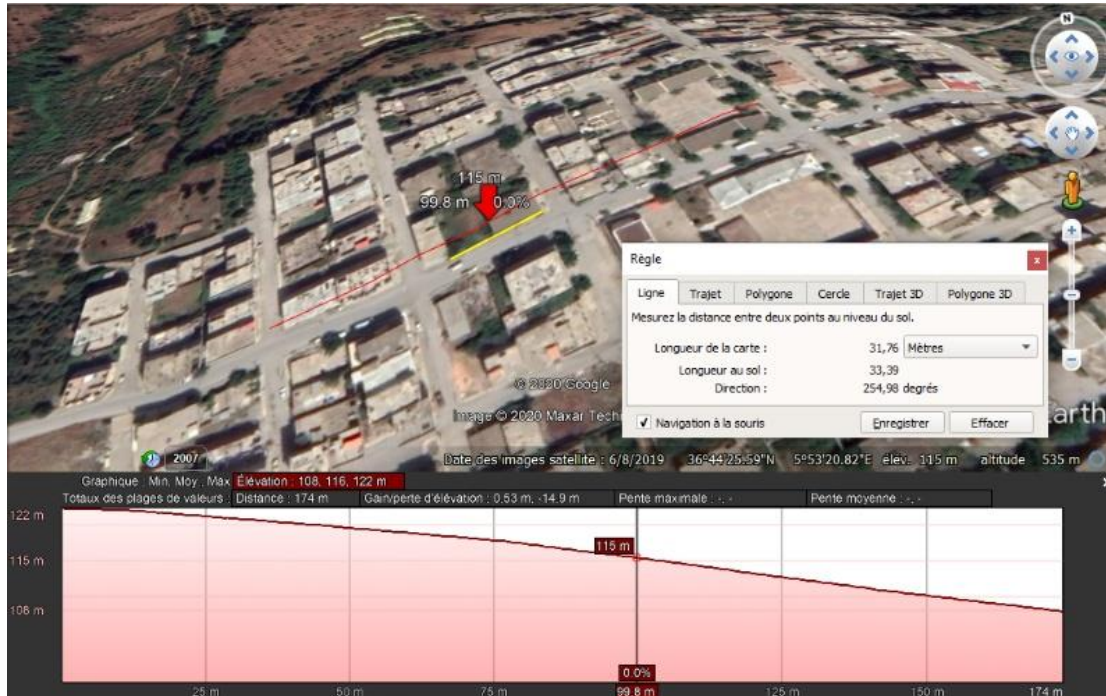 N
115 m
99.8 m 0.0%
Règle
x
Ligne Trajet Polygone Cercle Trajet 3D Polygone 3D
Mesurez la distance entre deux points au niveau du sol.
Longueur de la carte : 31,76 Mètres
Longueur au sol : 33,39
Direction : 254,98 degrés
Navigation à la souris Enregistrer Effacer
© 2020 Google
Image © 2020 Maxar Tech
arth
2007
Date des images satellite : 6/8/2019 36°44'25.59"N 5°53'20.82"E élév. 115 m altitude 535 m
Graphique : Min, Moy., Max Élévation : 108, 116, 122 m
Totaux des plages de valeurs : Distance : 174 m Gain/perte d'élévation : 0,53 m, -14.9 m Pente maximale : -, - Pente moyenne : -, -
122 m
115 m
115 m
108 m
0.0%
25 m 50 m 75 m 99.8 m 125 m 150 m 174 m